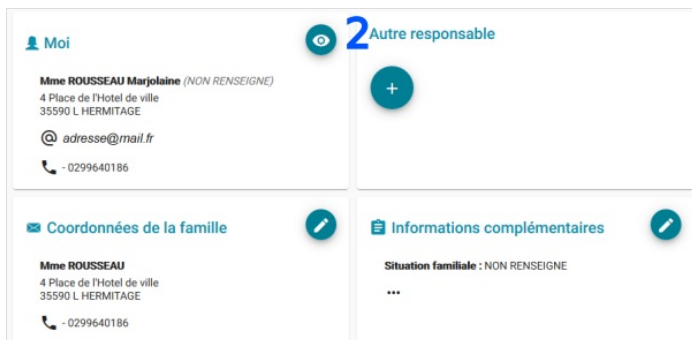 Moi
2
Autre responsable
Mme ROUSSEAU Marjolaine (NON RENSEIGNE)
4 Place de l'Hotel de ville
35590 L HERMITAGE
@ adresse@mail.fr
- 0299640186
+
Coordonnées de la famille
Mme ROUSSEAU
4 Place de l'Hotel de ville
35590 L HERMITAGE
- 0299640186
Informations complémentaires
Situation familiale : NON RENSEIGNE
...